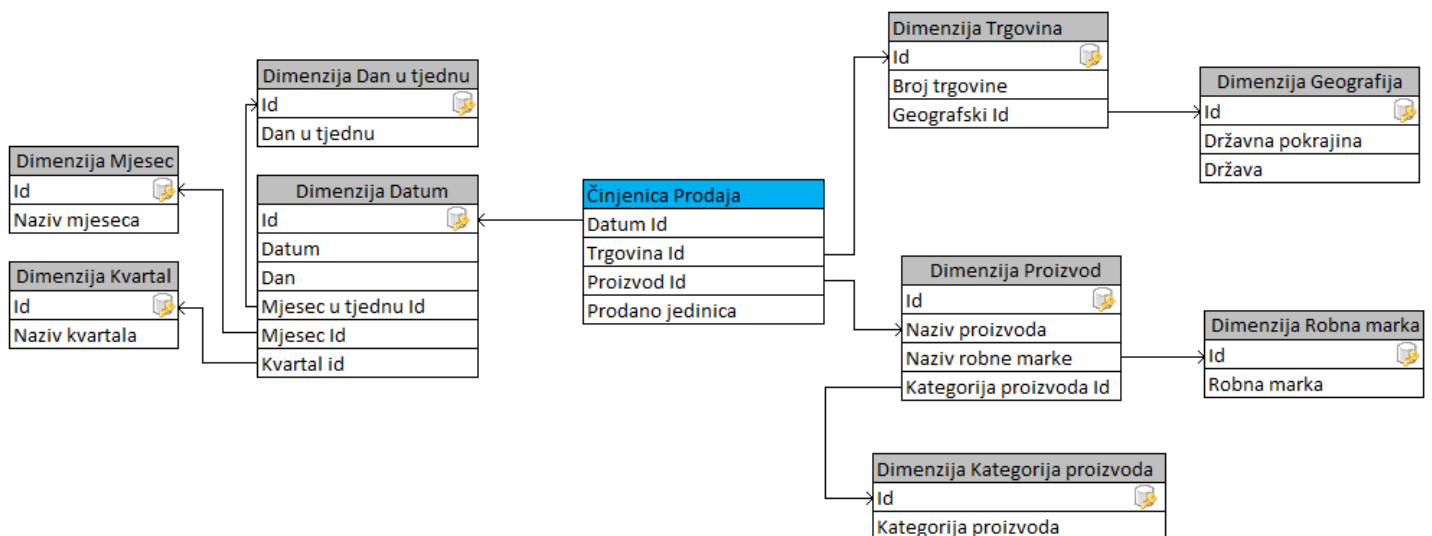 Dimenzija Trgovina
Id
Broj trgovine
Geografski Id
Dimenzija Geografija
Id
Državna pokrajina
Država
Dimenzija Dan u tjednu
Id
Dan u tjednu
Dimenzija Mjesec
Id
Naziv mjeseca
Dimenzija Datum
Id
Datum
Dan
Mjesec u tjednu Id
Mjesec Id
Kvartal id
Dimenzija Kvartal
Id
Naziv kvartala
Činjenica Prodaja
Datum Id
Trgovina Id
Proizvod Id
Prodano jedinica
Dimenzija Proizvod
Id
Naziv proizvoda
Naziv robne marke
Kategorija proizvoda Id
Dimenzija Robna marka
Id
Robna marka
Dimenzija Kategorija proizvoda
Id
Kategorija proizvoda